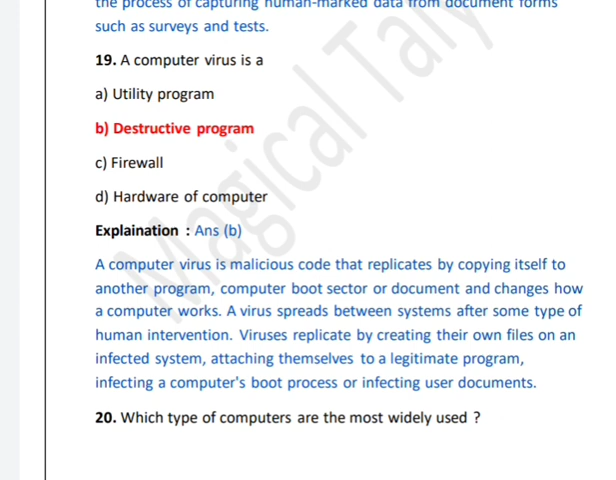 the process of capturing human-marked data from document forms
such as surveys and tests.
19. A computer virus is a
a) Utility program
b) Destructive program
c) Firewall
d) Hardware of computer
Explaination : Ans (b)
A computer virus is malicious code that replicates by copying itself to
another program, computer boot sector or document and changes how
a computer works. A virus spreads between systems after some type of
human intervention. Viruses replicate by creating their own files on an
infected system, attaching themselves to a legitimate program,
infecting a computer's boot process or infecting user documents.
20. Which type of computers are the most widely used ?
Magical